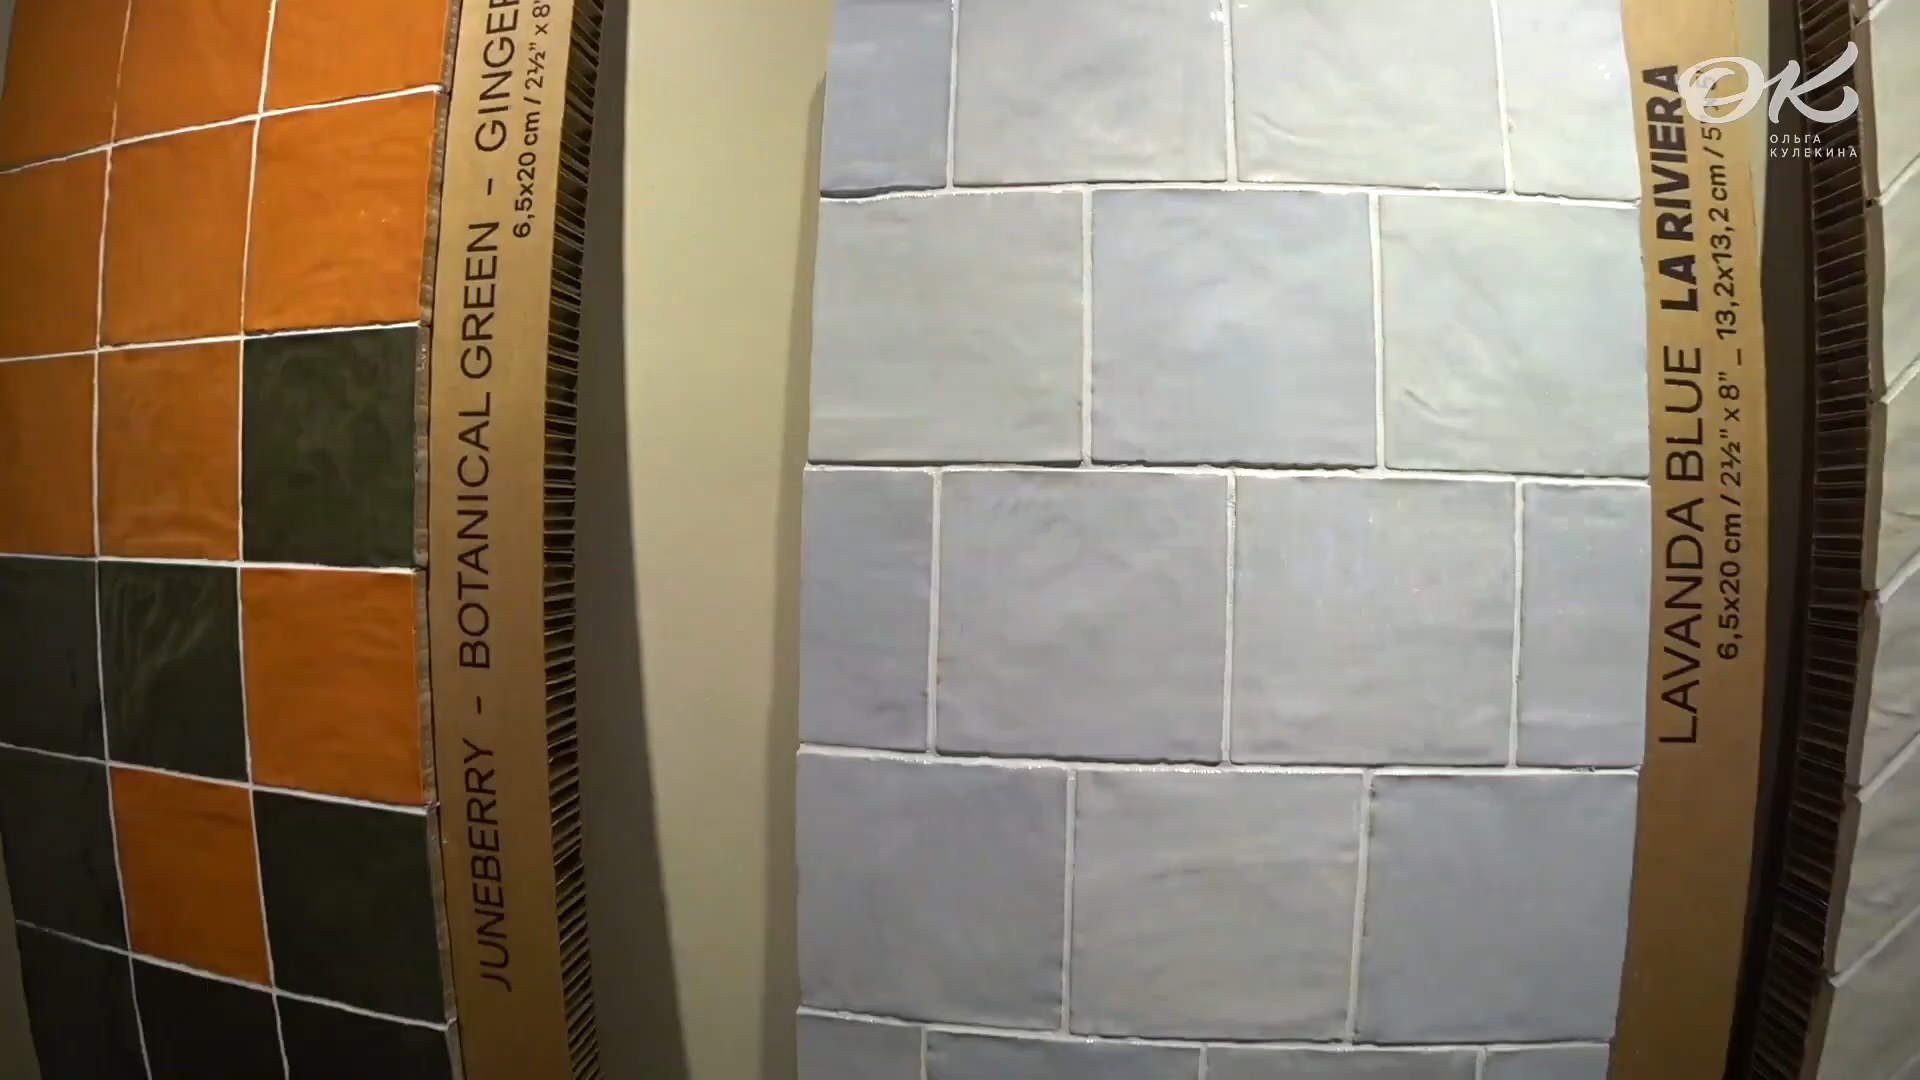 JUNEBERRY - BOTANICAL GREEN - GINGER
6,5x20 cm / 2½" x 8"
LAVANDA BLUE LA RIVIERA
6,5x20 cm / 2½" x 8" _ 13,2x13,2 cm / 5"
OK
ОЛЬГА
КУЛЕКИНА